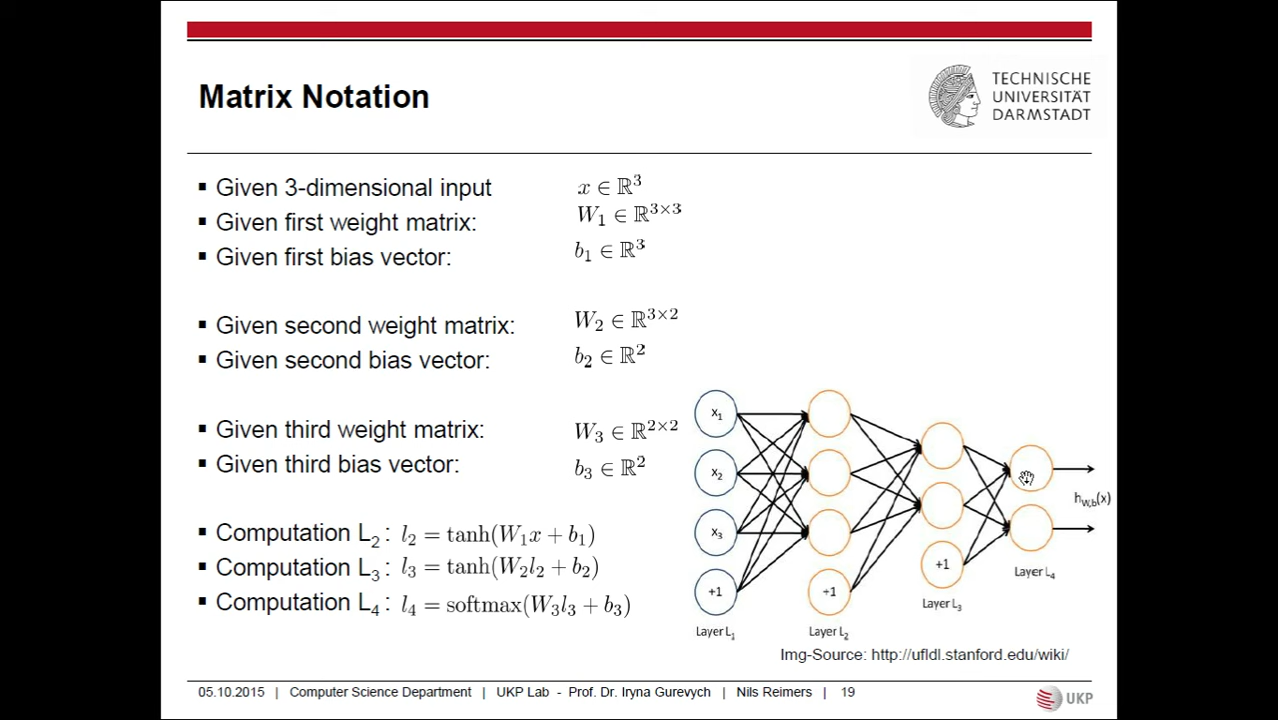 Matrix Notation
TECHNISCHE
UNIVERSITÄT
DARMSTADT
▪ Given 3-dimensional input x ∈ ℝ³
▪ Given first weight matrix: W₁ ∈ ℝ³ˣ³
▪ Given first bias vector: b₁ ∈ ℝ³
▪ Given second weight matrix: W₂ ∈ ℝ³ˣ²
▪ Given second bias vector: b₂ ∈ ℝ²
▪ Given third weight matrix: W₃ ∈ ℝ²ˣ²
▪ Given third bias vector: b₃ ∈ ℝ²
▪ Computation L₂ : l₂ = tanh(W₁x + b₁)
▪ Computation L₃ : l₃ = tanh(W₂l₂ + b₂)
▪ Computation L₄ : l₄ = softmax(W₃l₃ + b₃)
x₁
x₂
x₃
+1
Layer L₁
+1
Layer L₂
+1
Layer L₃
Layer L₄
h_W,b(x)
Img-Source: http://ufldl.stanford.edu/wiki/
05.10.2015 | Computer Science Department | UKP Lab - Prof. Dr. Iryna Gurevych | Nils Reimers | 19
UKP